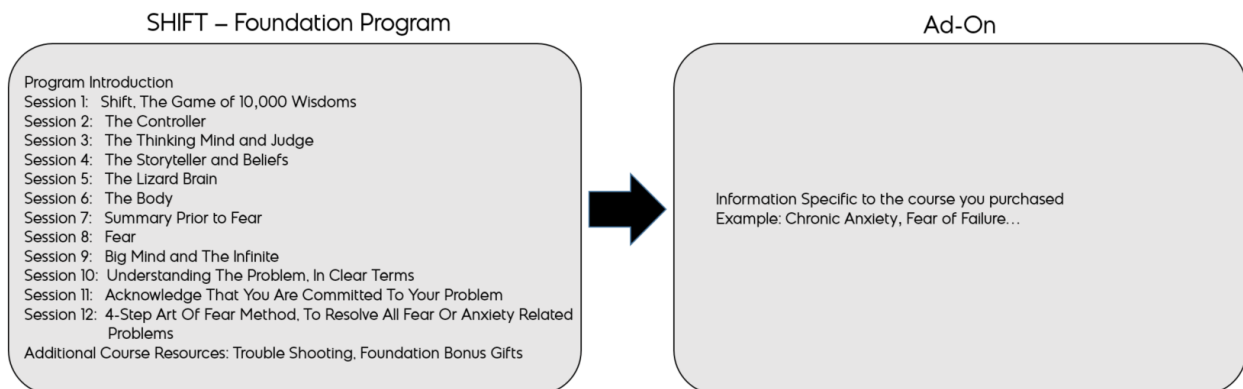 SHIFT – Foundation Program
Program Introduction
Session 1: Shift, The Game of 10,000 Wisdoms
Session 2: The Controller
Session 3: The Thinking Mind and Judge
Session 4: The Storyteller and Beliefs
Session 5: The Lizard Brain
Session 6: The Body
Session 7: Summary Prior to Fear
Session 8: Fear
Session 9: Big Mind and The Infinite
Session 10: Understanding The Problem, In Clear Terms
Session 11: Acknowledge That You Are Committed To Your Problem
Session 12: 4-Step Art Of Fear Method, To Resolve All Fear Or Anxiety Related
Problems
Additional Course Resources: Trouble Shooting, Foundation Bonus Gifts
Ad-On
Information Specific to the course you purchased
Example: Chronic Anxiety, Fear of Failure...